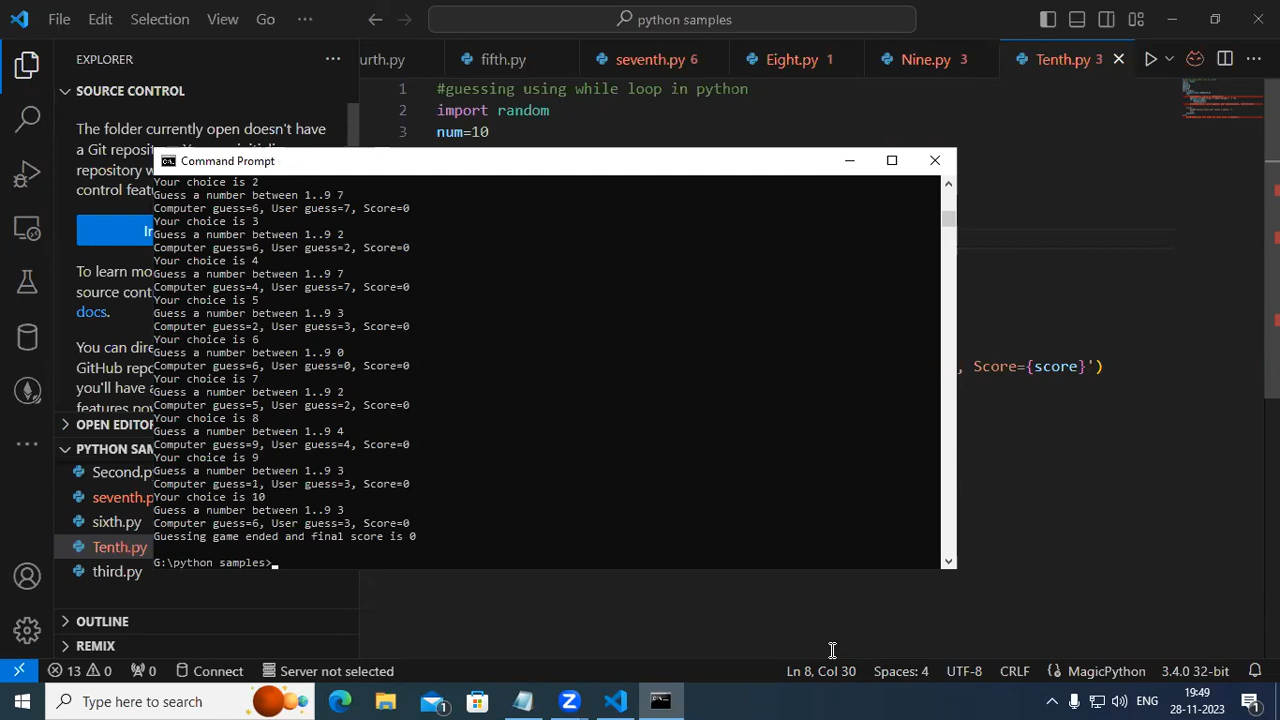 File Edit Selection View Go python samples
EXPLORER
urth.py fifth.py seventh.py 6 Eight.py 1 Nine.py 3 Tenth.py 3
SOURCE CONTROL
The folder currently open doesn't have
a Git reposit
repository w
control featu
In
To learn mo
source contr
docs.
You can dire
GitHub repo
you'll have a
features pow
OPEN EDITOR
PYTHON SAM
Second.p
seventh.p
sixth.py
Tenth.py
third.py
OUTLINE
REMIX
1 #guessing using while loop in python
2 import random
3 num=10
, Score={score}')
Command Prompt
Your choice is 2
Guess a number between 1..9 7
Computer guess=6, User guess=7, Score=0
Your choice is 3
Guess a number between 1..9 2
Computer guess=6, User guess=2, Score=0
Your choice is 4
Guess a number between 1..9 7
Computer guess=4, User guess=7, Score=0
Your choice is 5
Guess a number between 1..9 3
Computer guess=2, User guess=3, Score=0
Your choice is 6
Guess a number between 1..9 0
Computer guess=6, User guess=0, Score=0
Your choice is 7
Guess a number between 1..9 2
Computer guess=5, User guess=2, Score=0
Your choice is 8
Guess a number between 1..9 4
Computer guess=9, User guess=4, Score=0
Your choice is 9
Guess a number between 1..9 3
Computer guess=1, User guess=3, Score=0
Your choice is 10
Guess a number between 1..9 3
Computer guess=6, User guess=3, Score=0
Guessing game ended and final score is 0
G:\python samples>
13 0 0 Connect Server not selected Ln 8, Col 30 Spaces: 4 UTF-8 CRLF MagicPython 3.4.0 32-bit
Type here to search 1 ENG 19:49
28-11-2023 1